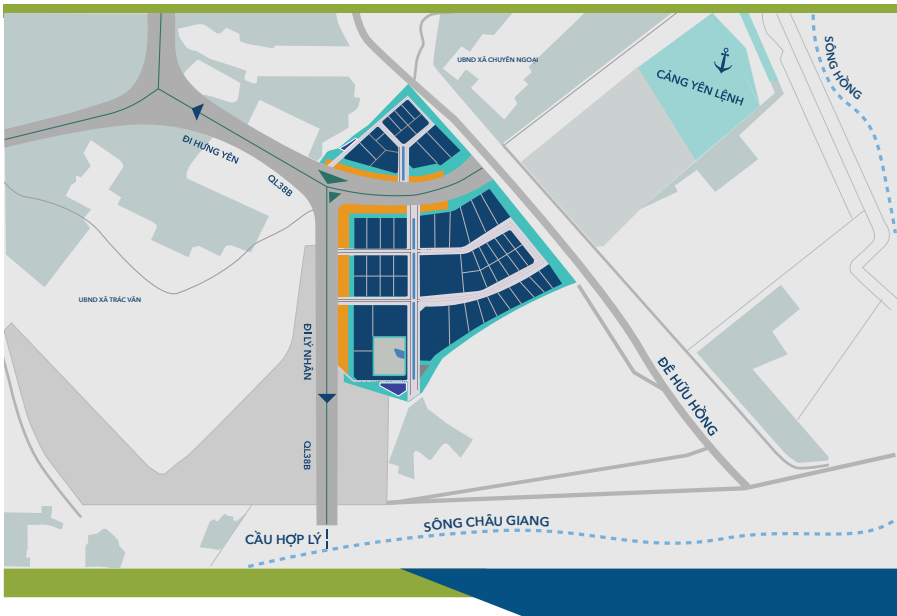 UBND XÃ CHUYÊN NGOẠI
CẢNG YÊN LỆNH
SÔNG HỒNG
ĐI HƯNG YÊN
QL38B
UBND XÃ TRÁC VĂN
ĐI LÝ NHÂN
QL38B
ĐÊ HỮU HỒNG
SÔNG CHÂU GIANG
CẦU HỢP LÝ